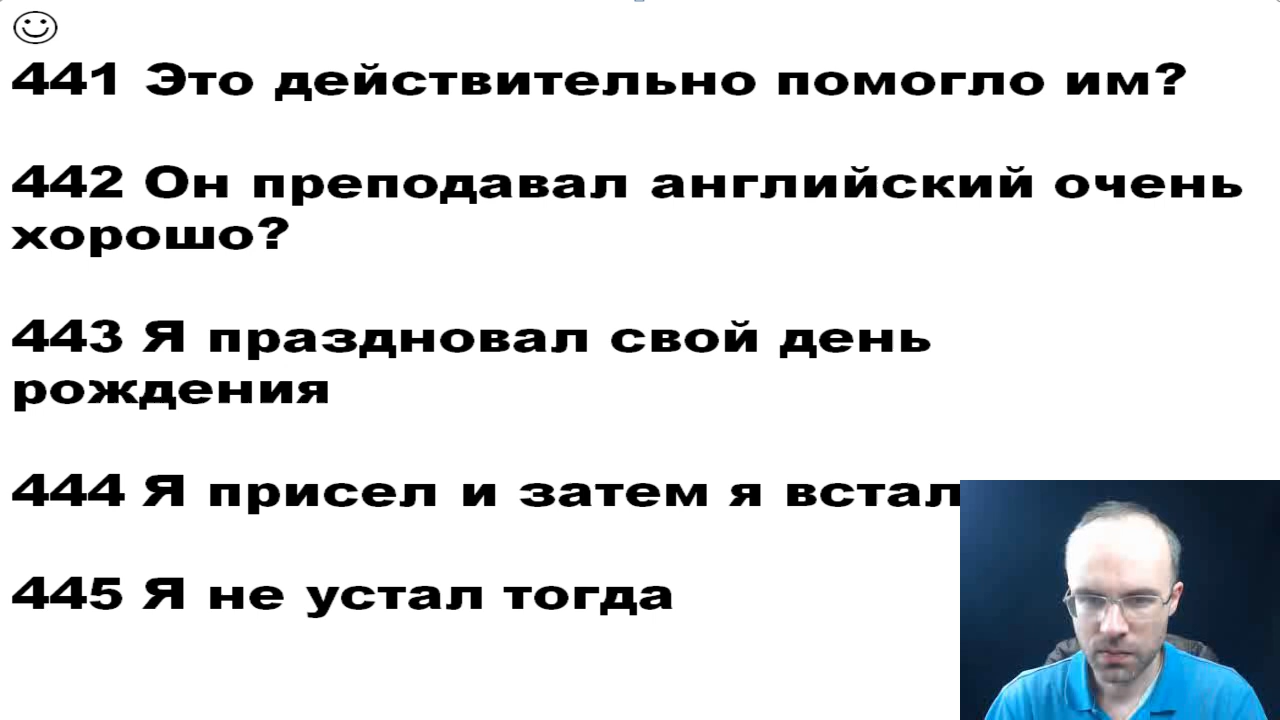 441 Это действительно помогло им?
442 Он преподавал английский очень
хорошо?
443 Я праздновал свой день
рождения
444 Я присел и затем я встал
445 Я не устал тогда